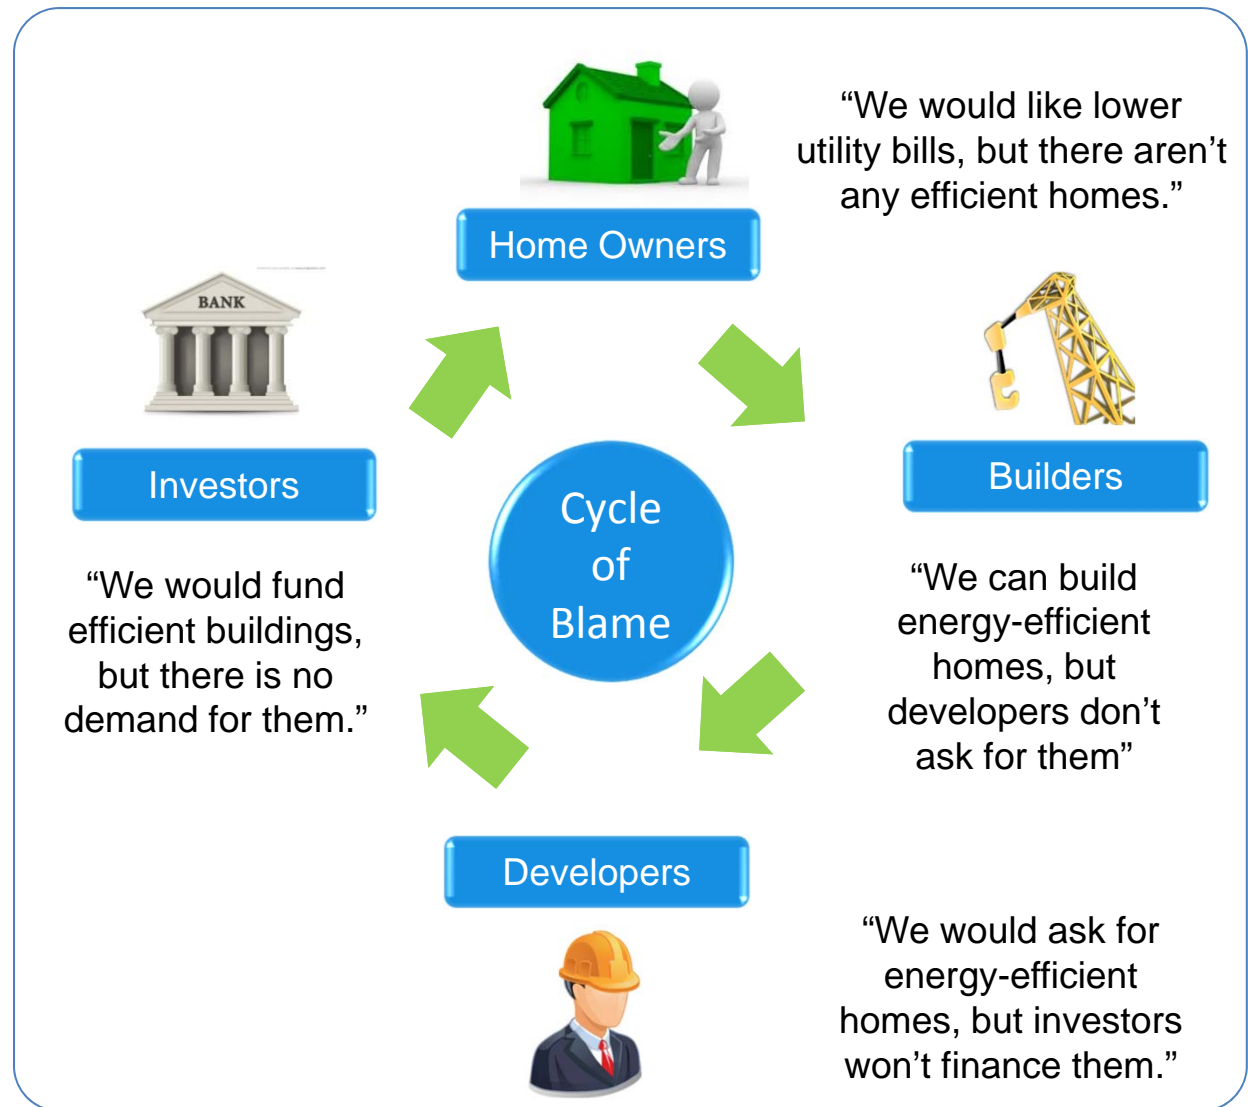 “We would like lower
utility bills, but there aren’t
any efficient homes.”
Home Owners
BANK
Investors
Builders
Cycle
of
Blame
“We would fund
efficient buildings,
but there is no
demand for them.”
“We can build
energy-efficient
homes, but
developers don’t
ask for them”
Developers
“We would ask for
energy-efficient
homes, but investors
won’t finance them.”